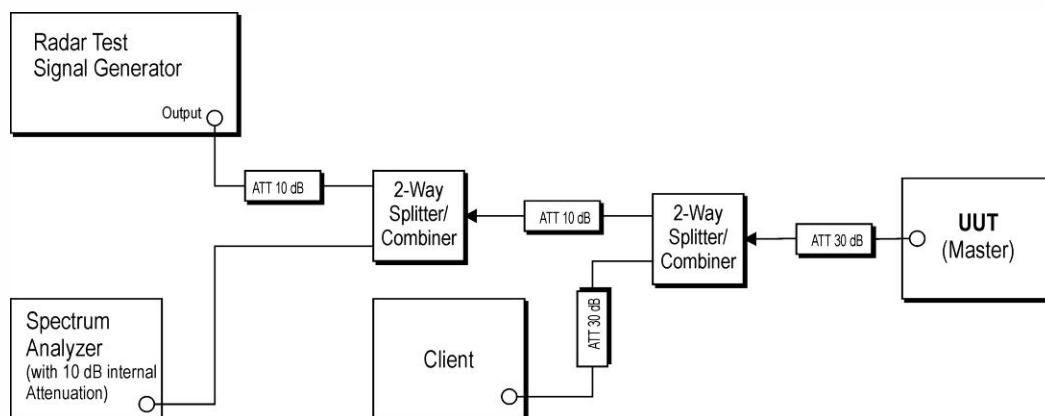 Radar Test
Signal Generator
Output
ATT 10 dB
2-Way
Splitter/
Combiner
ATT 10 dB
2-Way
Splitter/
Combiner
ATT 30 dB
UUT
(Master)
Spectrum
Analyzer
(with 10 dB internal
Attenuation)
Client
ATT 30 dB